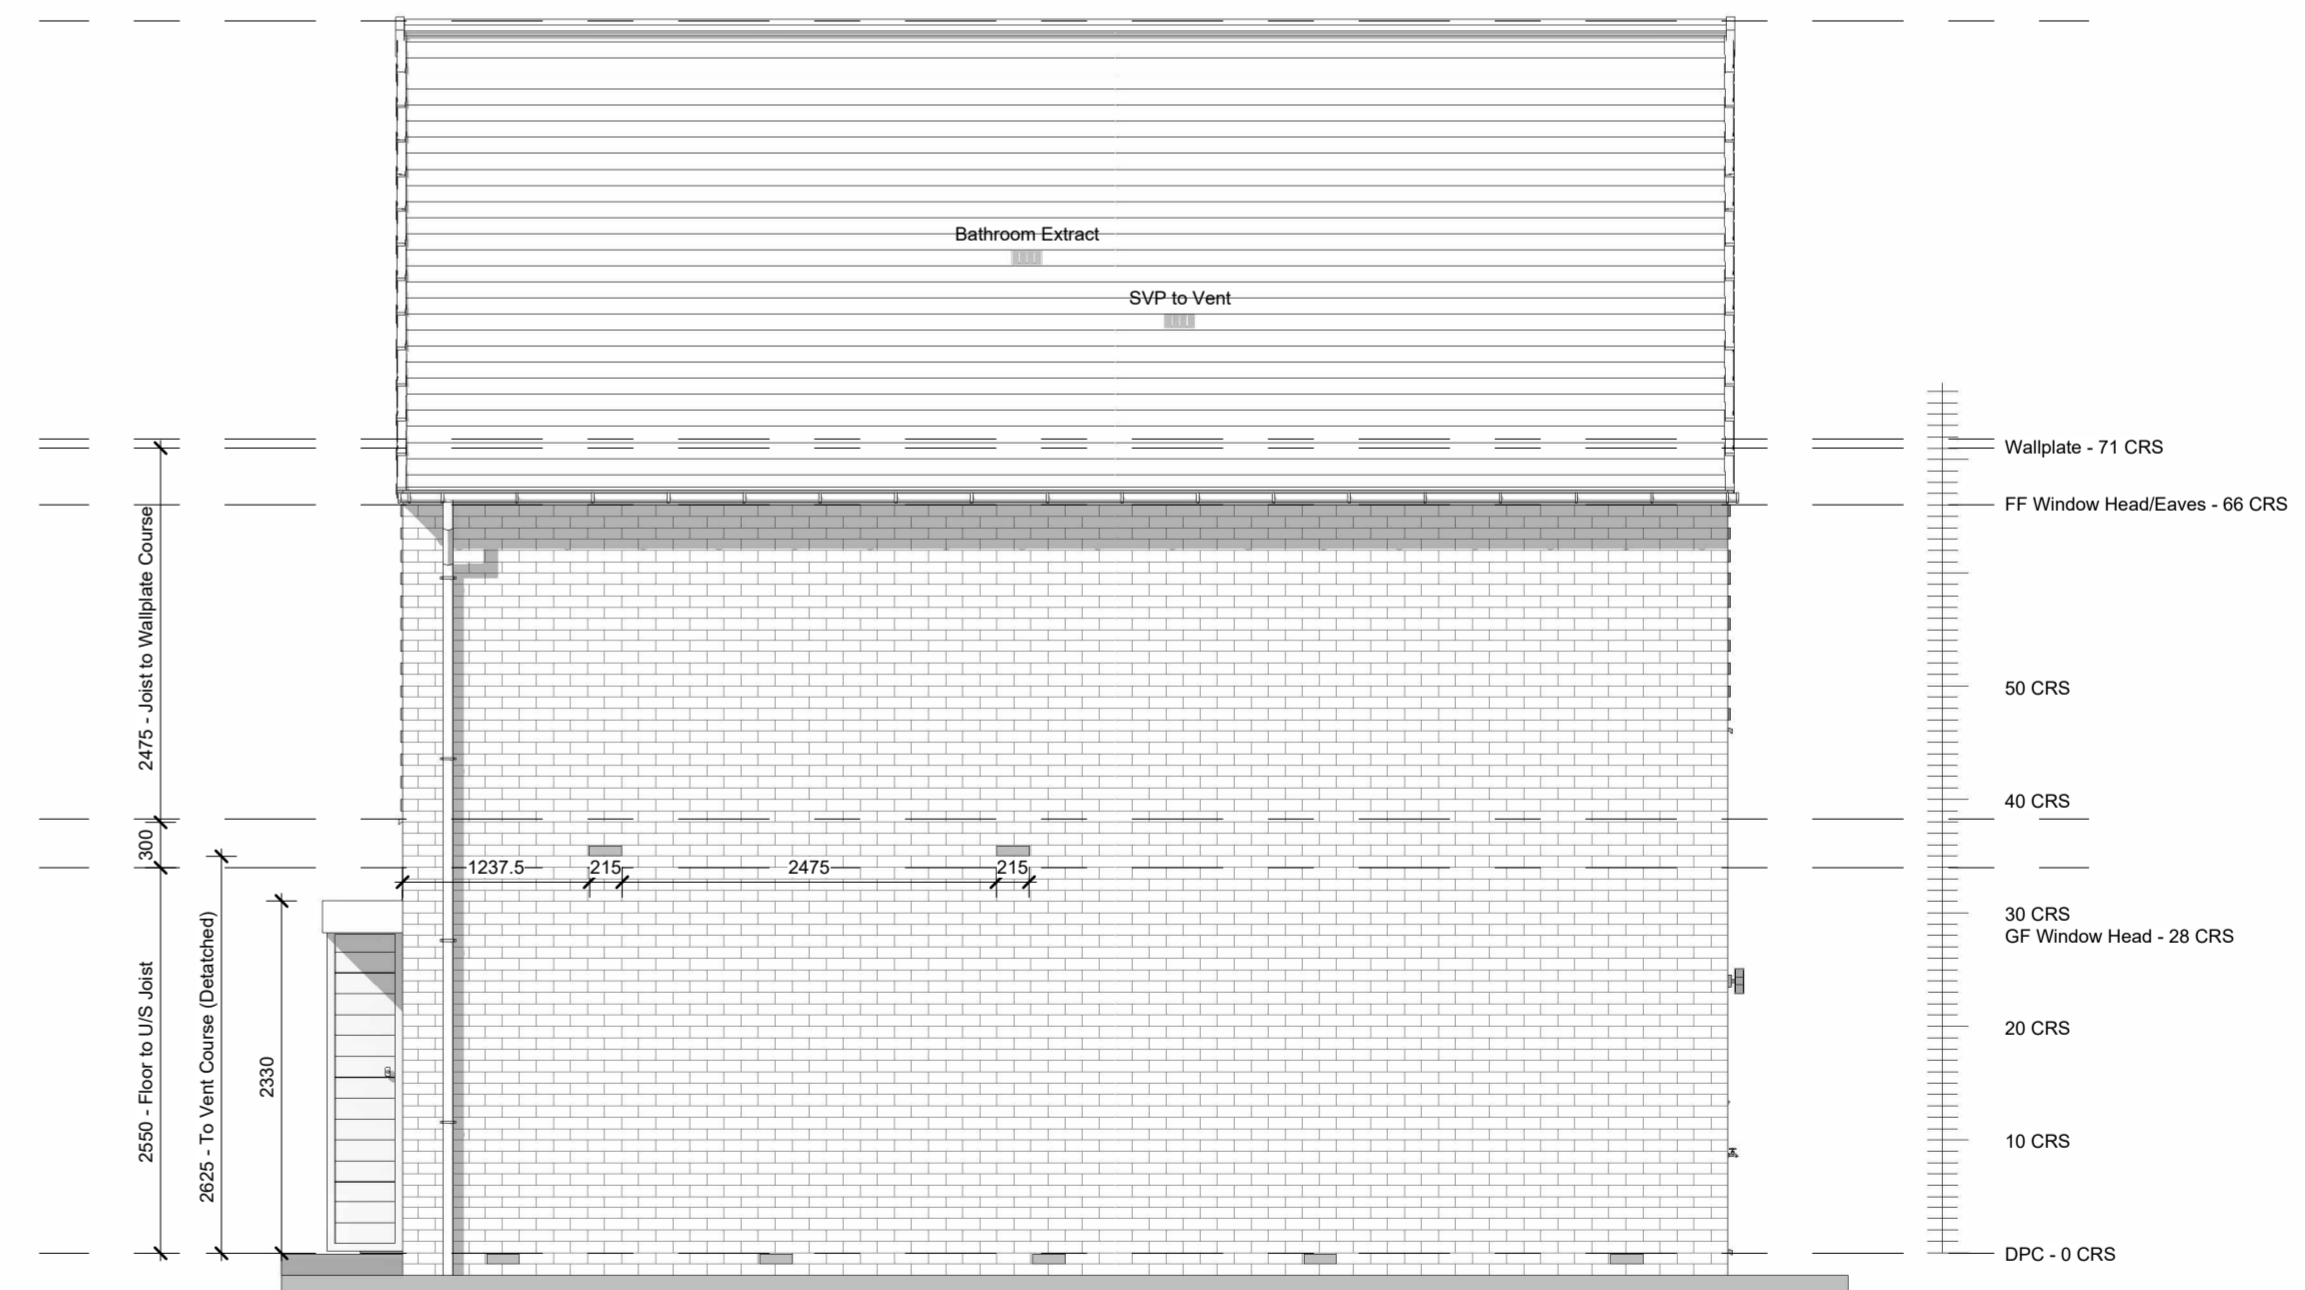 Bathroom Extract
SVP to Vent
Wallplate - 71 CRS
FF Window Head/Eaves - 66 CRS
2475 - Joist to Wallplate Course
50 CRS
40 CRS
300
1237.5
215
2475
215
30 CRS
GF Window Head - 28 CRS
2550 - Floor to U/S Joist
2625 - To Vent Course (Detatched)
2330
20 CRS
10 CRS
DPC - 0 CRS